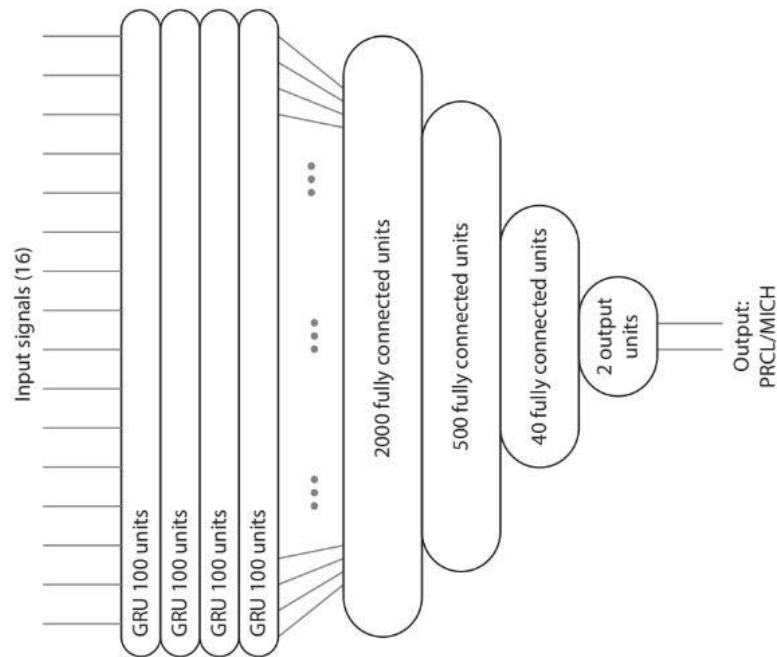 Input signals (16)
GRU 100 units
GRU 100 units
GRU 100 units
GRU 100 units
2000 fully connected units
500 fully connected units
40 fully connected units
2 output
units
Output:
PRCL/MICH